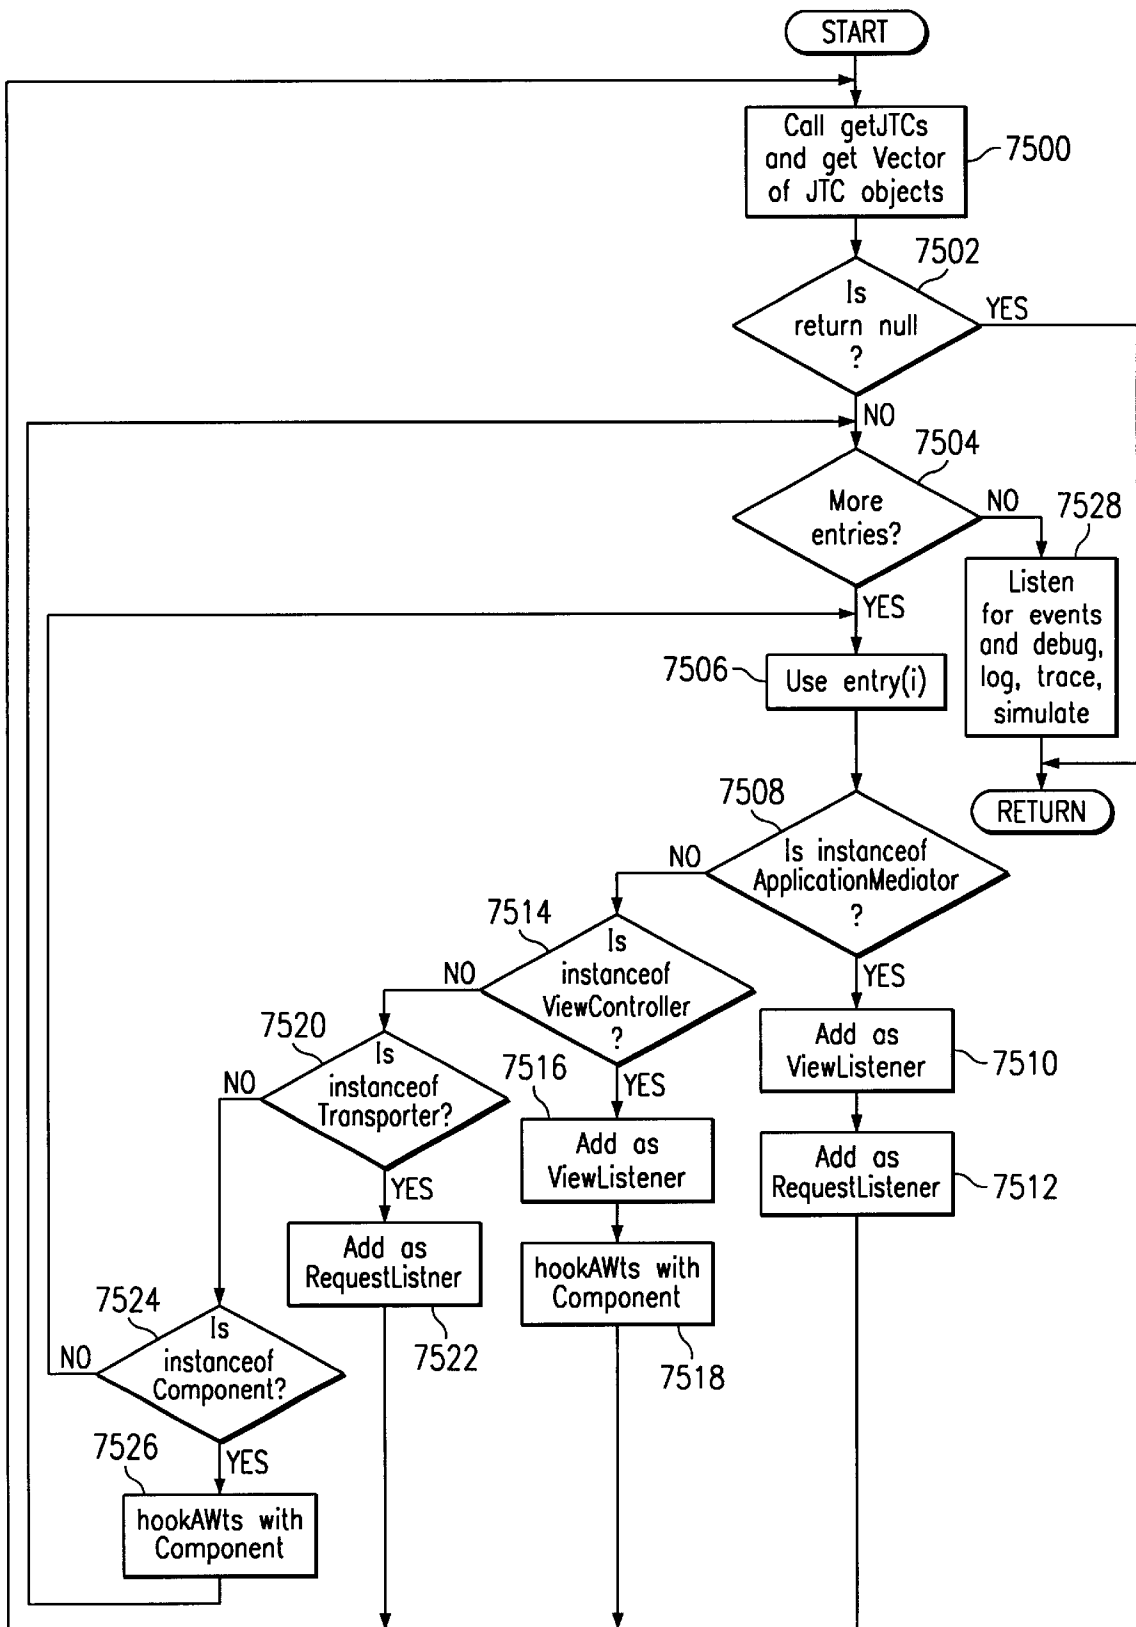 START
Call getJTCs
and get Vector
of JTC objects
7500
7502
Is
return null
?
YES
NO
7504
More
entries?
NO
7528
YES
Listen
for events
and debug,
log, trace,
simulate
7506
Use entry(i)
RETURN
7508
Is instanceof
ApplicationMediator
?
NO
YES
7514
Is
instanceof
ViewController
?
NO
YES
Add as
ViewListener
7510
Add as
RequestListener
7512
7516
Add as
ViewListener
hookAWts with
Component
7518
7520
Is
instanceof
Transporter?
NO
YES
Add as
RequestListner
7522
7524
Is
instanceof
Component?
NO
YES
7526
hookAWts with
Component